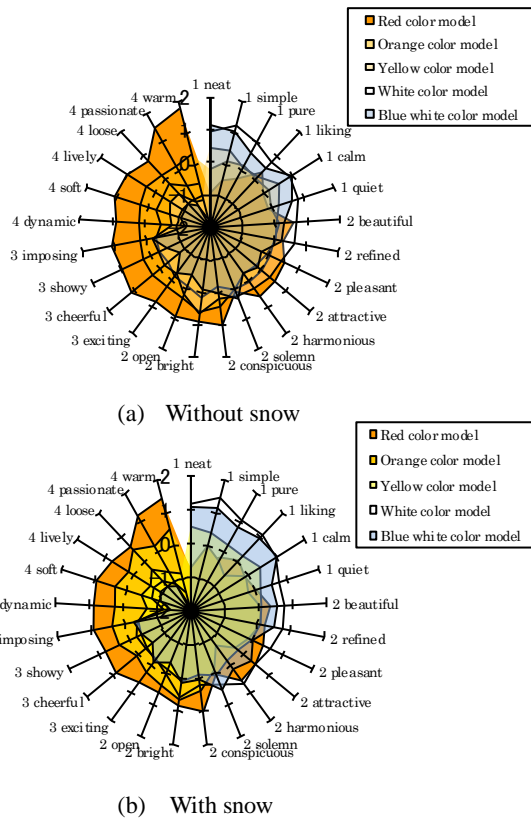 Red color model
Orange color model
Yellow color model
White color model
Blue white color model
2
0
-2
1 neat
1 simple
1 pure
1 liking
1 calm
1 quiet
2 beautiful
2 refined
2 pleasant
2 attractive
2 harmonious
2 solemn
2 conspicuous
2 bright
2 open
3 exciting
3 cheerful
3 showy
3 imposing
4 dynamic
4 soft
4 lively
4 loose
4 passionate
4 warm
(a) Without snow
Red color model
Orange color model
Yellow color model
White color model
Blue white color model
2
0
1 neat
1 simple
1 pure
1 liking
1 calm
1 quiet
2 beautiful
2 refined
2 pleasant
2 attractive
2 harmonious
2 solemn
2 conspicuous
2 bright
2 open
3 exciting
3 cheerful
3 showy
imposing
dynamic
4 soft
4 lively
4 loose
4 passionate
4 warm
(b) With snow